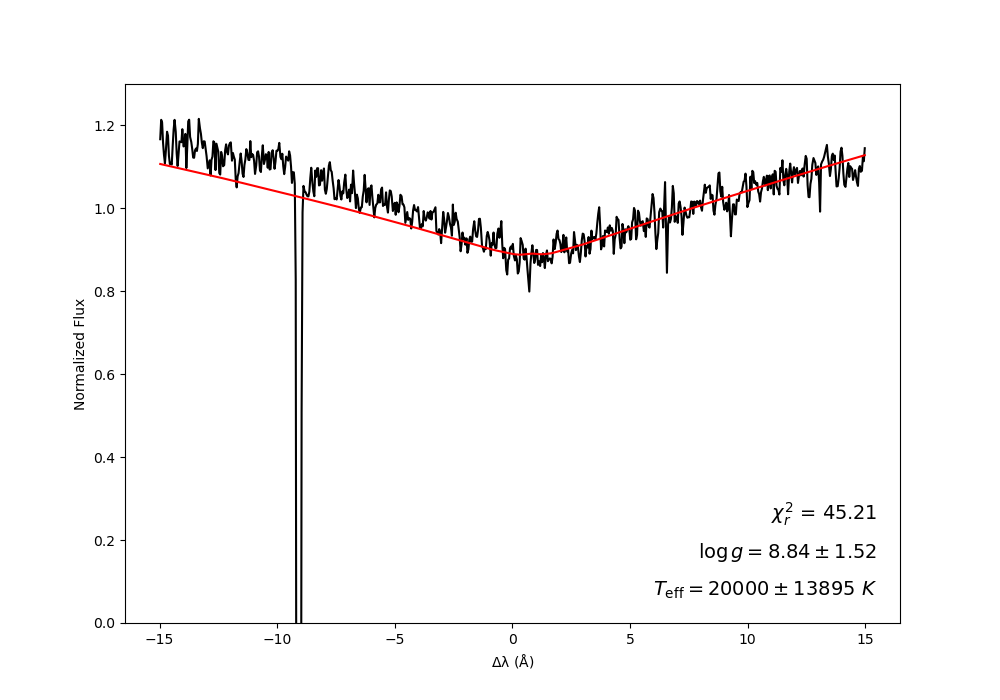 1.2
1.0
0.8
0.6
0.4
0.2
0.0
−15
−10
−5
0
5
10
15
Normalized Flux
Δλ (Å)
χ²ᵣ = 45.21
log g = 8.84 ± 1.52
T_eff = 20000 ± 13895 K